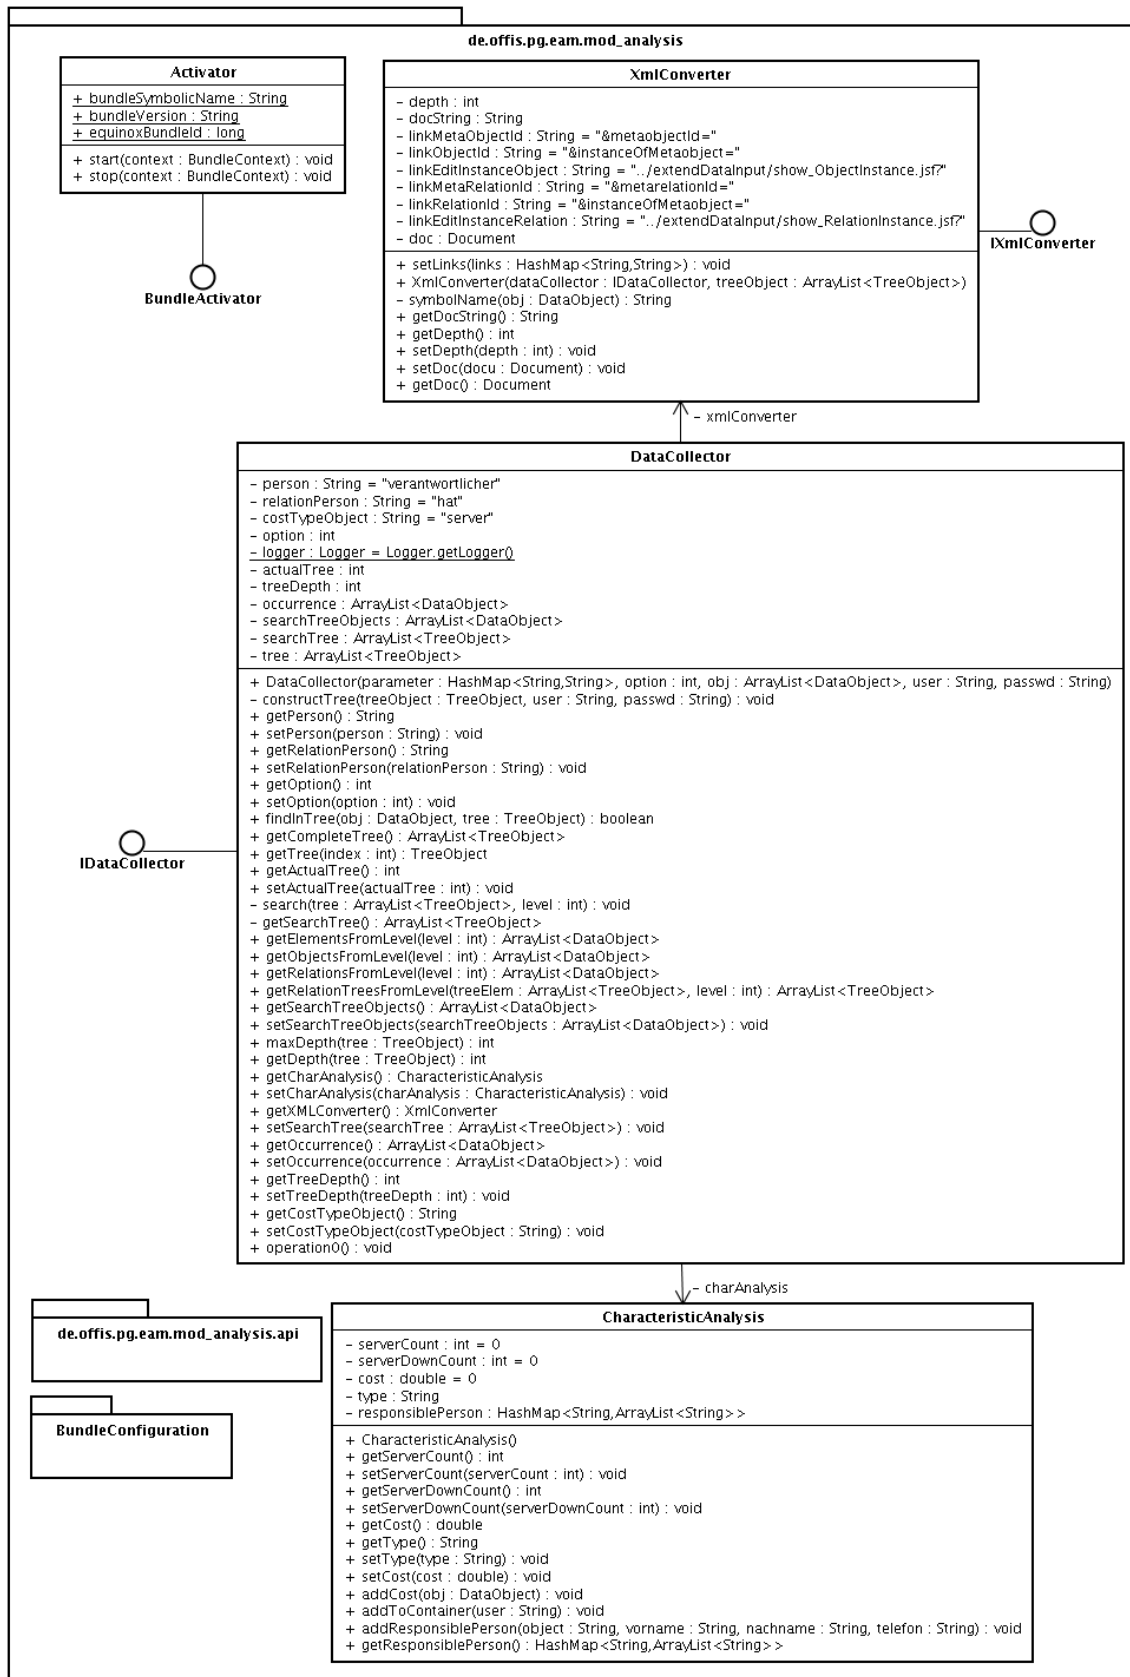 de.offis.pg.eam.mod_analysis
Activator
+ bundleSymbolicName : String
+ bundleVersion : String
+ equinoxBundleId : long
+ start(context : BundleContext) : void
+ stop(context : BundleContext) : void
BundleActivator
XmlConverter
- depth : int
- docString : String
- linkMetaObjectId : String = "&metaobjectId="
- linkObjectId : String = "&instanceOfMetaobject="
- linkEditInstanceObject : String = "../extendDataInput/show_ObjectInstance.jsf?"
- linkMetaRelationId : String = "&metarelationId="
- linkRelationId : String = "&instanceOfMetaobject="
- linkEditInstanceRelation : String = "../extendDataInput/show_RelationInstance.jsf?"
- doc : Document
+ setLinks(links : HashMap<String,String>) : void
+ XmlConverter(dataCollector : IDataCollector, treeObject : ArrayList<TreeObject>)
- symbolName(obj : DataObject) : String
+ getDocString() : String
+ getDepth() : int
+ setDepth(depth : int) : void
+ setDoc(docu : Document) : void
+ getDoc() : Document
IXmlConverter
- xmlConverter
DataCollector
- person : String = "verantwortlicher"
- relationPerson : String = "hat"
- costTypeObject : String = "server"
- option : int
- logger : Logger = Logger.getLogger()
- actualTree : int
- treeDepth : int
- occurrence : ArrayList<DataObject>
- searchTreeObjects : ArrayList<DataObject>
- searchTree : ArrayList<TreeObject>
- tree : ArrayList<TreeObject>
+ DataCollector(parameter : HashMap<String,String>, option : int, obj : ArrayList<DataObject>, user : String, passwd : String)
- constructTree(treeObject : TreeObject, user : String, passwd : String) : void
+ getPerson() : String
+ setPerson(person : String) : void
+ getRelationPerson() : String
+ setRelationPerson(relationPerson : String) : void
+ getOption() : int
+ setOption(option : int) : void
+ findInTree(obj : DataObject, tree : TreeObject) : boolean
+ getCompleteTree() : ArrayList<TreeObject>
+ getTree(index : int) : TreeObject
+ getActualTree() : int
+ setActualTree(actualTree : int) : void
- search(tree : ArrayList<TreeObject>, level : int) : void
- getSearchTree() : ArrayList<TreeObject>
+ getElementsFromLevel(level : int) : ArrayList<DataObject>
+ getObjectsFromLevel(level : int) : ArrayList<DataObject>
+ getRelationsFromLevel(level : int) : ArrayList<DataObject>
+ getRelationTreesFromLevel(treeElem : ArrayList<TreeObject>, level : int) : ArrayList<TreeObject>
+ getSearchTreeObjects() : ArrayList<DataObject>
+ setSearchTreeObjects(searchTreeObjects : ArrayList<DataObject>) : void
+ maxDepth(tree : TreeObject) : int
+ getDepth(tree : TreeObject) : int
+ getCharAnalysis() : CharacteristicAnalysis
+ setCharAnalysis(charAnalysis : CharacteristicAnalysis) : void
+ getXMLConverter() : XmlConverter
+ setSearchTree(searchTree : ArrayList<TreeObject>) : void
+ getOccurrence() : ArrayList<DataObject>
+ setOccurrence(occurrence : ArrayList<DataObject>) : void
+ getTreeDepth() : int
+ setTreeDepth(treeDepth : int) : void
+ getCostTypeObject() : String
+ setCostTypeObject(costTypeObject : String) : void
+ operation0() : void
IDataCollector
- charAnalysis
de.offis.pg.eam.mod_analysis.api
BundleConfiguration
CharacteristicAnalysis
- serverCount : int = 0
- serverDownCount : int = 0
- cost : double = 0
- type : String
- responsiblePerson : HashMap<String,ArrayList<String>>
+ CharacteristicAnalysis()
+ getServerCount() : int
+ setServerCount(serverCount : int) : void
+ getServerDownCount() : int
+ setServerDownCount(serverDownCount : int) : void
+ getCost() : double
+ getType() : String
+ setType(type : String) : void
+ setCost(cost : double) : void
+ addCost(obj : DataObject) : void
+ addToContainer(user : String) : void
+ addResponsiblePerson(object : String, vorname : String, nachname : String, telefon : String) : void
+ getResponsiblePerson() : HashMap<String,ArrayList<String>>